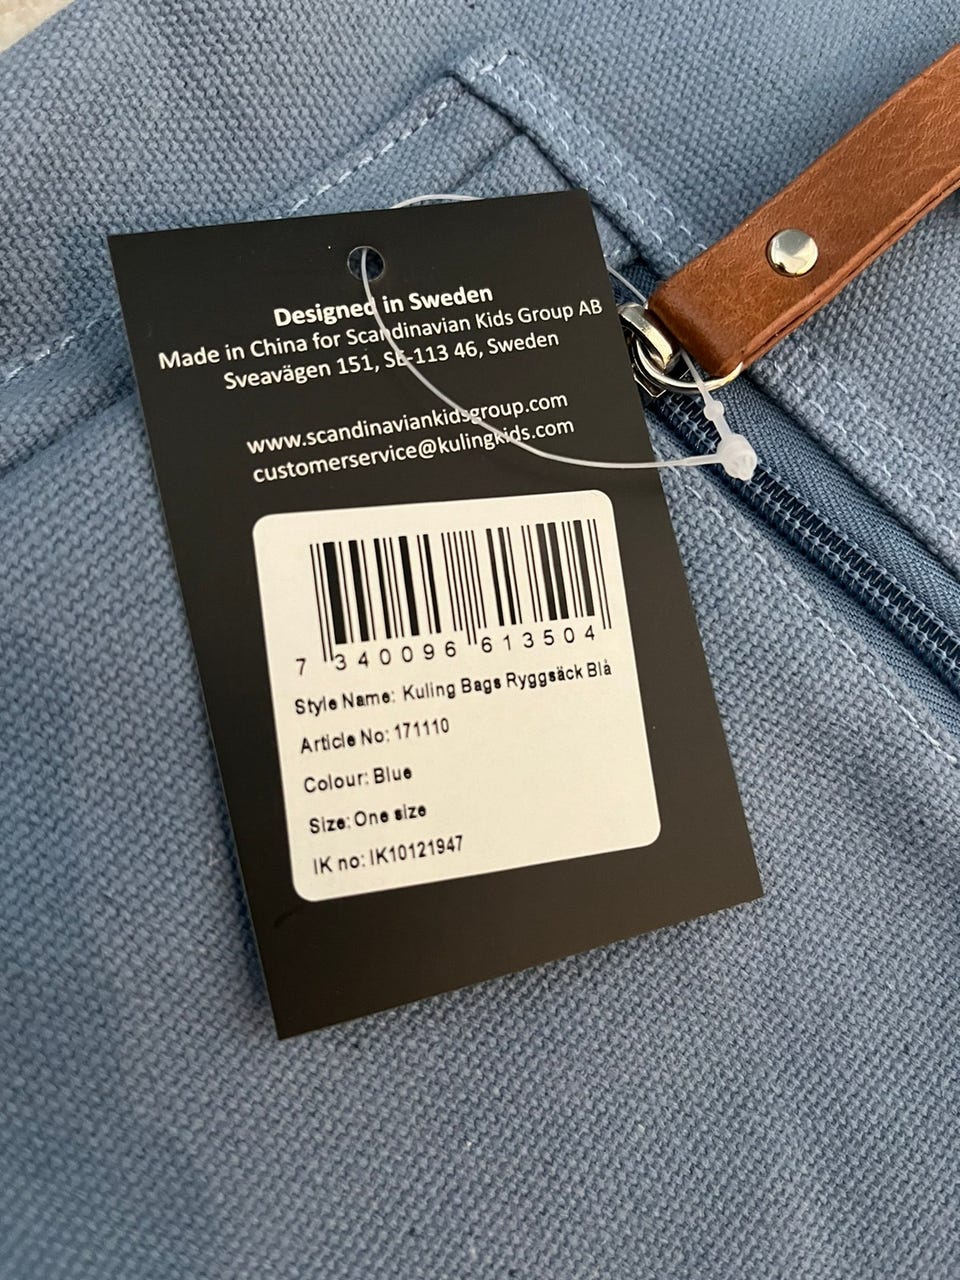 Designed in Sweden
Made in China for Scandinavian Kids Group AB
Sveavägen 151, SE-113 46, Sweden
www.scandinaviankidsgroup.com
customerservice@kulingkids.com
7 340096 613504
Style Name: Kuling Bags Ryggsäck Blå
Article No: 171110
Colour: Blue
Size: One size
IK no: IK10121947